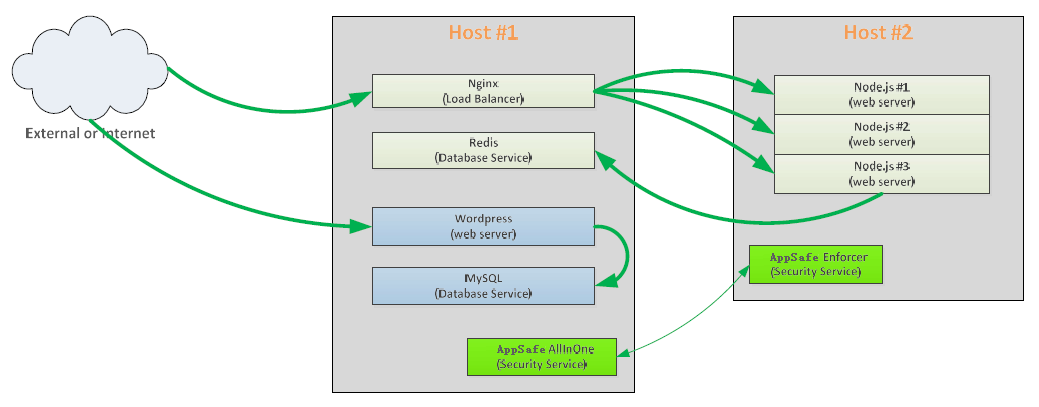 External or Internet
Host #1
Nginx
(Load Balancer)
Redis
(Database Service)
Wordpress
(web server)
MySQL
(Database Service)
AppSafe AllInOne
(Security Service)
Host #2
Node.js #1
(web server)
Node.js #2
(web server)
Node.js #3
(web server)
AppSafe Enforcer
(Security Service)